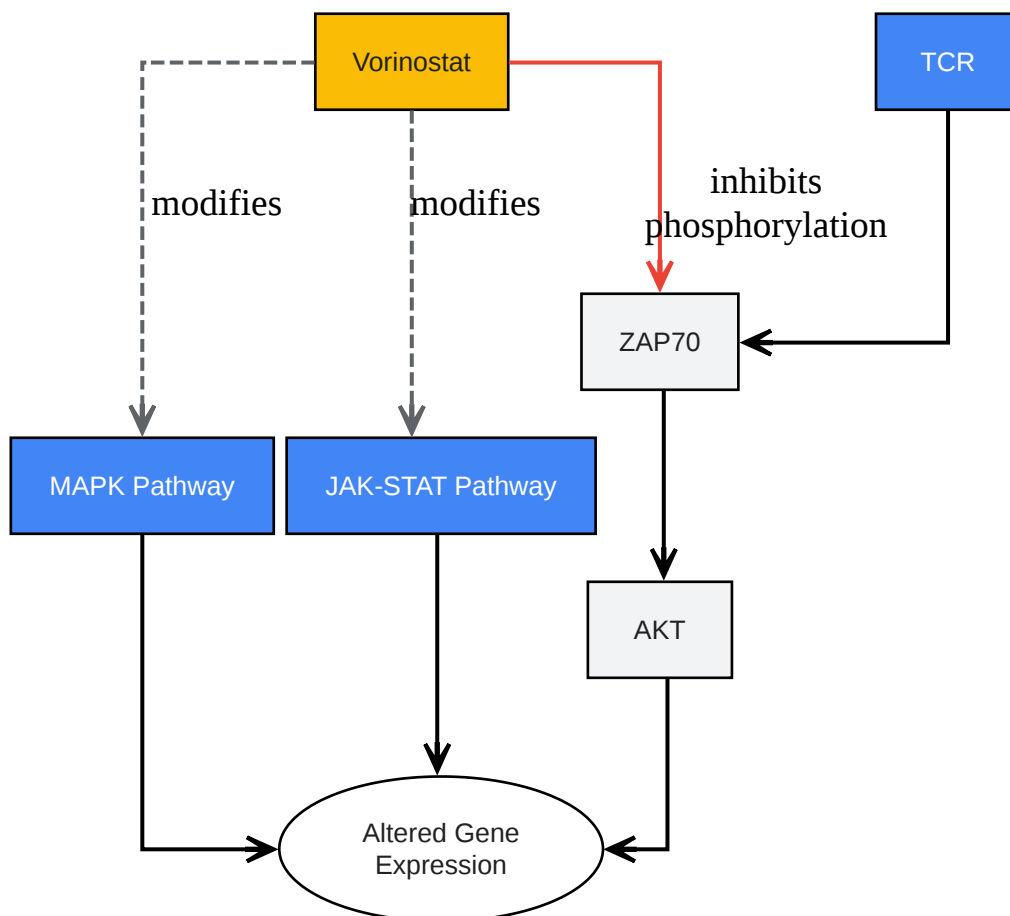 Vorinostat
TCR
modifies
modifies
inhibits
phosphorylation
ZAP70
MAPK Pathway
JAK-STAT Pathway
AKT
Altered Gene
Expression